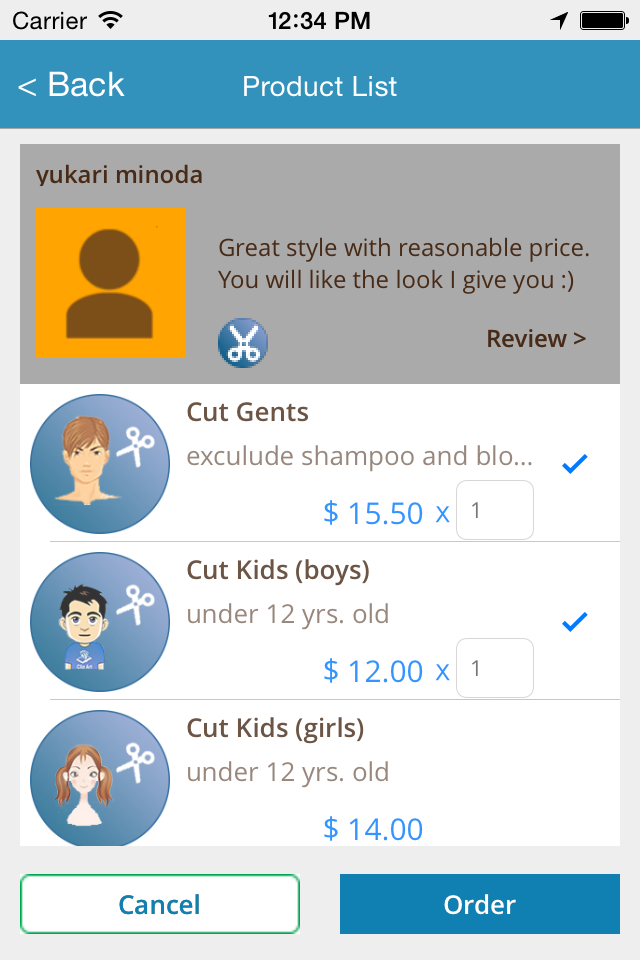 Carrier 12:34 PM
< Back Product List
yukari minoda
Great style with reasonable price.
You will like the look I give you :)
Review >
Cut Gents
exculude shampoo and blo...
$ 15.50 x 1
Cut Kids (boys)
under 12 yrs. old
$ 12.00 x 1
Cut Kids (girls)
under 12 yrs. old
$ 14.00
Cancel Order